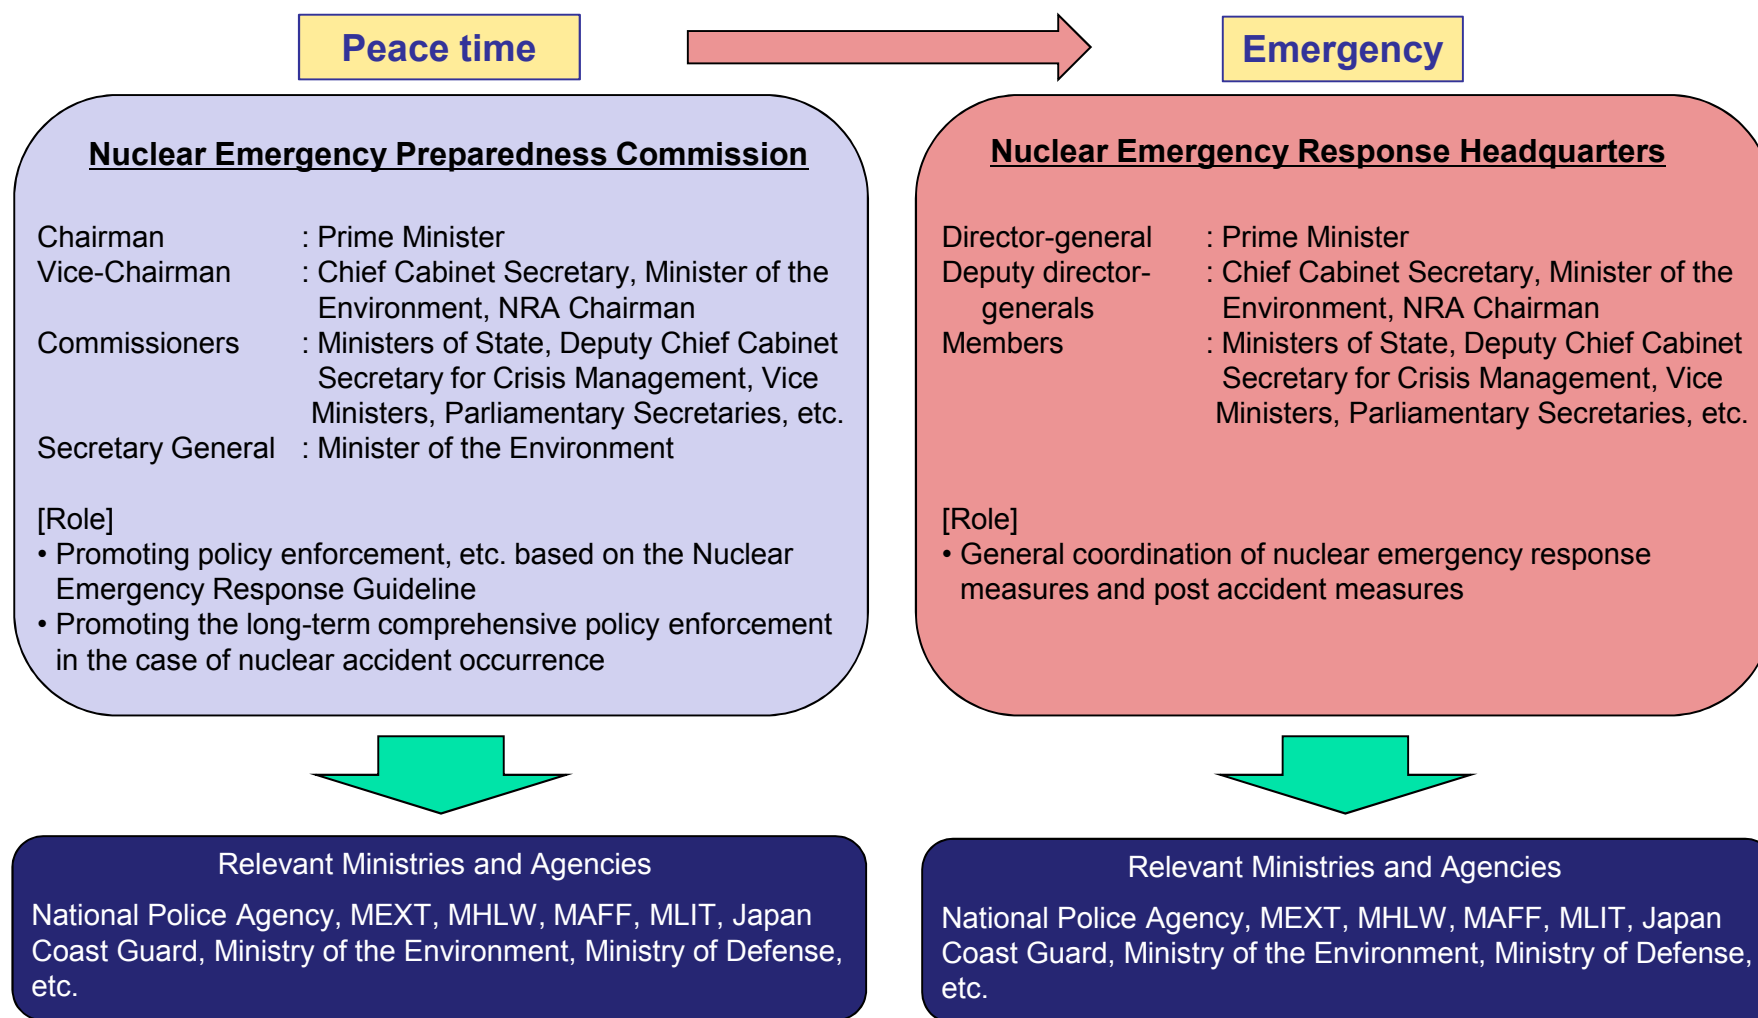 Peace time
Emergency
Nuclear Emergency Preparedness Commission
Chairman : Prime Minister
Vice-Chairman : Chief Cabinet Secretary, Minister of the
Environment, NRA Chairman
Commissioners : Ministers of State, Deputy Chief Cabinet
Secretary for Crisis Management, Vice
Ministers, Parliamentary Secretaries, etc.
Secretary General : Minister of the Environment
[Role]
• Promoting policy enforcement, etc. based on the Nuclear
Emergency Response Guideline
• Promoting the long-term comprehensive policy enforcement
in the case of nuclear accident occurrence
Nuclear Emergency Response Headquarters
Director-general : Prime Minister
Deputy director- : Chief Cabinet Secretary, Minister of the
generals Environment, NRA Chairman
Members : Ministers of State, Deputy Chief Cabinet
Secretary for Crisis Management, Vice
Ministers, Parliamentary Secretaries, etc.
[Role]
• General coordination of nuclear emergency response
measures and post accident measures
Relevant Ministries and Agencies
National Police Agency, MEXT, MHLW, MAFF, MLIT, Japan
Coast Guard, Ministry of the Environment, Ministry of Defense,
etc.
Relevant Ministries and Agencies
National Police Agency, MEXT, MHLW, MAFF, MLIT, Japan
Coast Guard, Ministry of the Environment, Ministry of Defense,
etc.